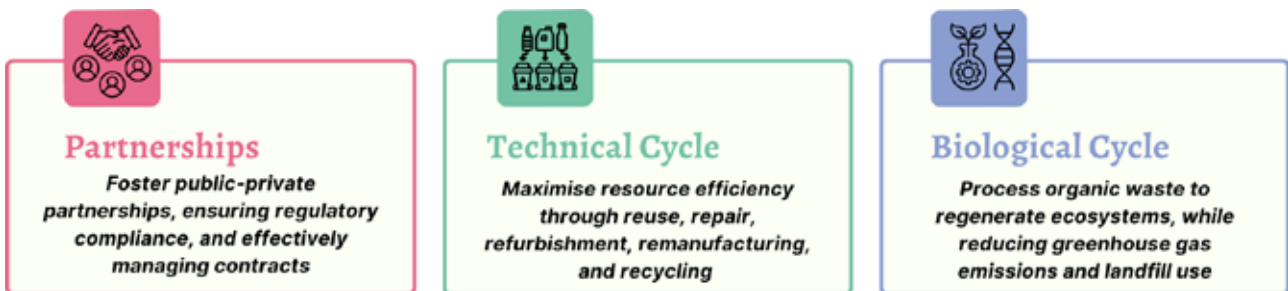 Partnerships
Foster public-private
partnerships, ensuring regulatory
compliance, and effectively
managing contracts
Technical Cycle
Maximise resource efficiency
through reuse, repair,
refurbishment, remanufacturing,
and recycling
Biological Cycle
Process organic waste to
regenerate ecosystems, while
reducing greenhouse gas
emissions and landfill use